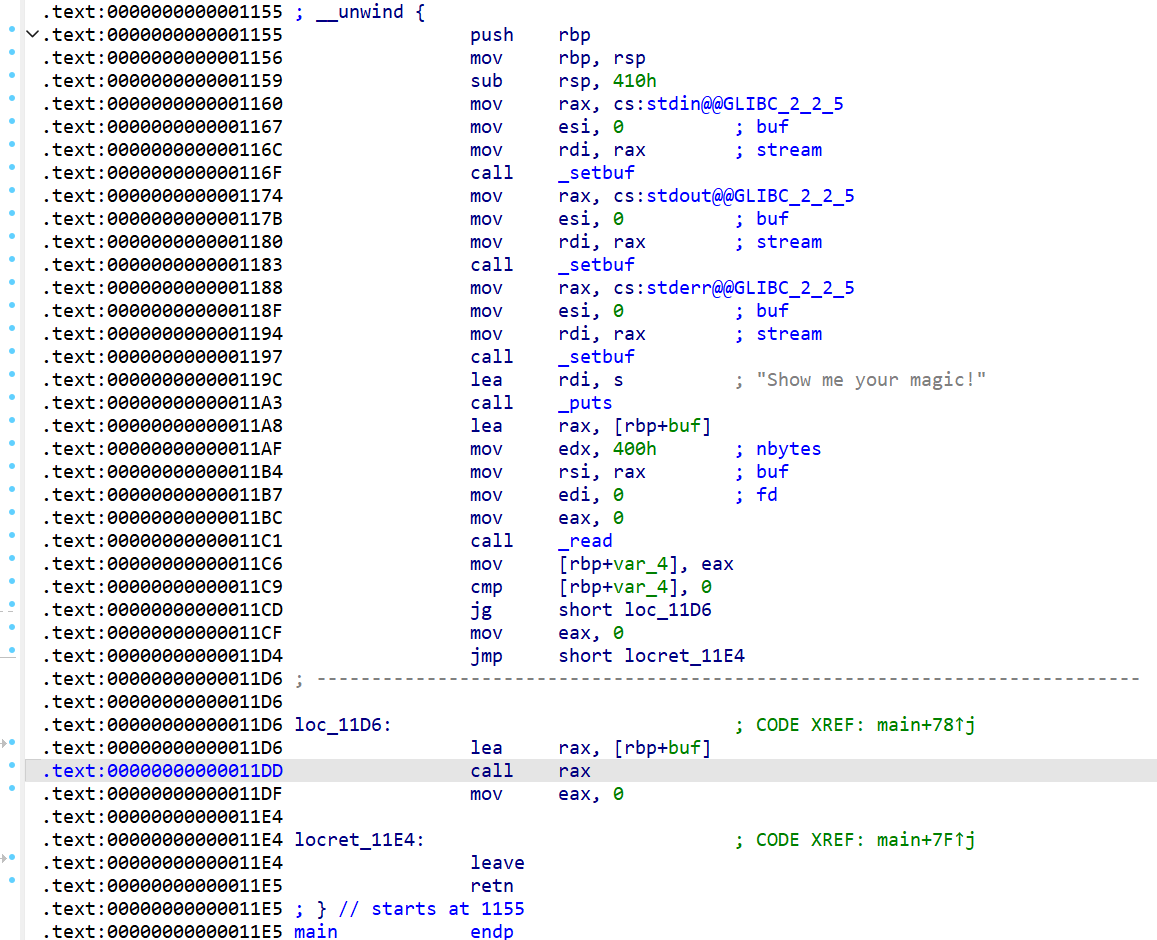 .text:0000000000001155 ; __unwind {
.text:0000000000001155                 push    rbp
.text:0000000000001156                 mov     rbp, rsp
.text:0000000000001159                 sub     rsp, 410h
.text:0000000000001160                 mov     rax, cs:stdin@@GLIBC_2_2_5
.text:0000000000001167                 mov     esi, 0          ; buf
.text:000000000000116C                 mov     rdi, rax        ; stream
.text:000000000000116F                 call    _setbuf
.text:0000000000001174                 mov     rax, cs:stdout@@GLIBC_2_2_5
.text:000000000000117B                 mov     esi, 0          ; buf
.text:0000000000001180                 mov     rdi, rax        ; stream
.text:0000000000001183                 call    _setbuf
.text:0000000000001188                 mov     rax, cs:stderr@@GLIBC_2_2_5
.text:000000000000118F                 mov     esi, 0          ; buf
.text:0000000000001194                 mov     rdi, rax        ; stream
.text:0000000000001197                 call    _setbuf
.text:000000000000119C                 lea     rdi, s          ; "Show me your magic!"
.text:00000000000011A3                 call    _puts
.text:00000000000011A8                 lea     rax, [rbp+buf]
.text:00000000000011AF                 mov     edx, 400h       ; nbytes
.text:00000000000011B4                 mov     rsi, rax        ; buf
.text:00000000000011B7                 mov     edi, 0          ; fd
.text:00000000000011BC                 mov     eax, 0
.text:00000000000011C1                 call    _read
.text:00000000000011C6                 mov     [rbp+var_4], eax
.text:00000000000011C9                 cmp     [rbp+var_4], 0
.text:00000000000011CD                 jg      short loc_11D6
.text:00000000000011CF                 mov     eax, 0
.text:00000000000011D4                 jmp     short locret_11E4
.text:00000000000011D6 ; ---------------------------------------------------------------------------
.text:00000000000011D6
.text:00000000000011D6 loc_11D6:                               ; CODE XREF: main+78↑j
.text:00000000000011D6                 lea     rax, [rbp+buf]
.text:00000000000011DD                 call    rax
.text:00000000000011DF                 mov     eax, 0
.text:00000000000011E4
.text:00000000000011E4 locret_11E4:                            ; CODE XREF: main+7F↑j
.text:00000000000011E4                 leave
.text:00000000000011E5                 retn
.text:00000000000011E5 ; } // starts at 1155
.text:00000000000011E5 main            endp